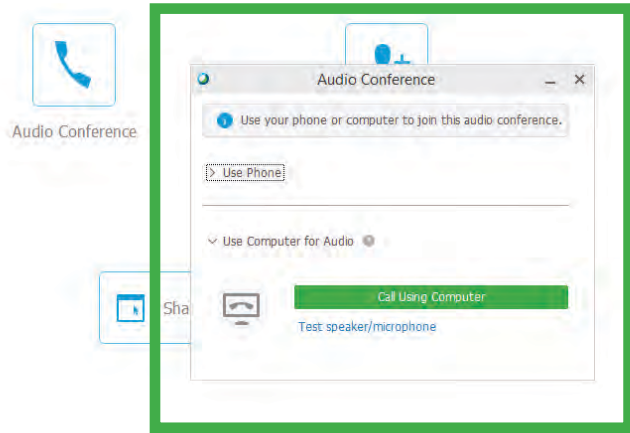 Audio Conference
Audio Conference
Use your phone or computer to join this audio conference.
Use Phone
Use Computer for Audio
Call Using Computer
Test speaker/microphone
Sha